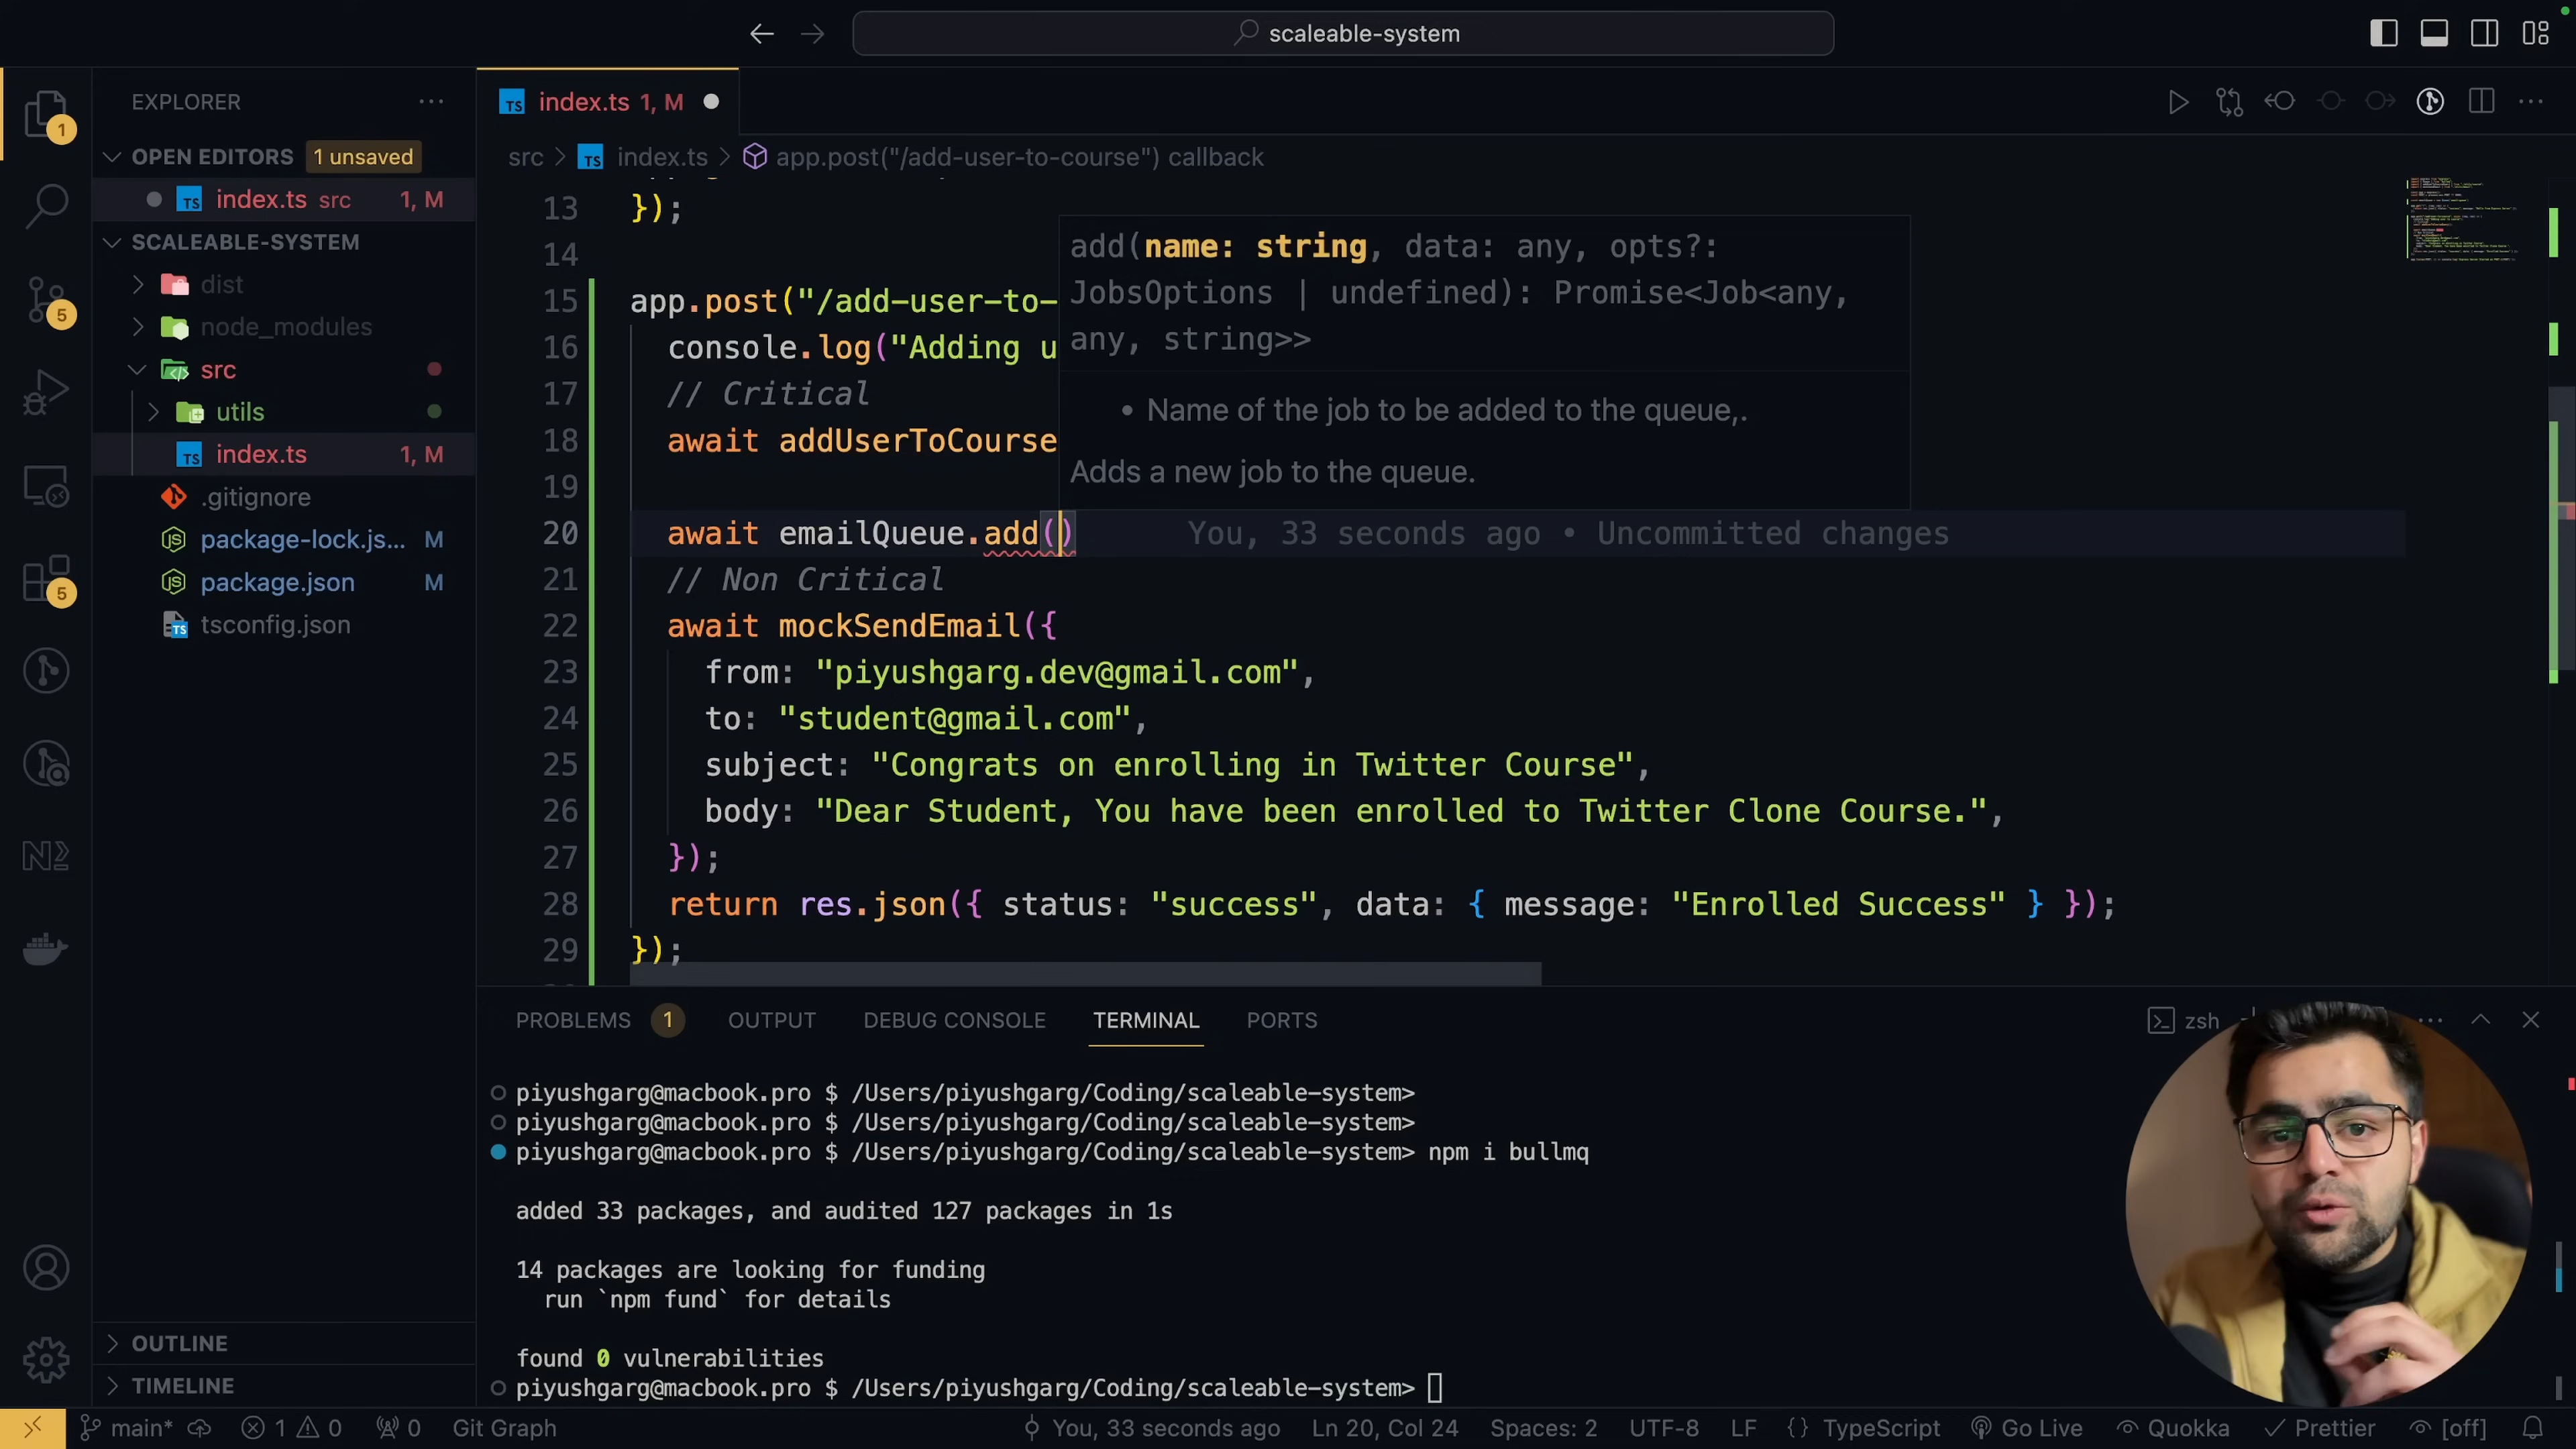 scaleable-system
EXPLORER
OPEN EDITORS 1 unsaved
index.ts src 1, M
SCALEABLE-SYSTEM
dist
node_modules
src
utils
index.ts 1, M
.gitignore
package-lock.js... M
package.json M
tsconfig.json
OUTLINE
TIMELINE
1
5
5
TS index.ts 1, M
src > TS index.ts > app.post("/add-user-to-course") callback
13 });
14
15 app.post("/add-user-to-
16 console.log("Adding u
17 // Critical
18 await addUserToCourse
19
add(name: string, data: any, opts?:
JobsOptions | undefined): Promise<Job<any,
any, string>>
• Name of the job to be added to the queue,.
Adds a new job to the queue.
20 await emailQueue.add() You, 33 seconds ago • Uncommitted changes
21 // Non Critical
22 await mockSendEmail({
23 from: "piyushgarg.dev@gmail.com",
24 to: "student@gmail.com",
25 subject: "Congrats on enrolling in Twitter Course",
26 body: "Dear Student, You have been enrolled to Twitter Clone Course.",
27 });
28 return res.json({ status: "success", data: { message: "Enrolled Success" } });
29 });
PROBLEMS 1 OUTPUT DEBUG CONSOLE TERMINAL PORTS
zsh
piyushgarg@macbook.pro $ /Users/piyushgarg/Coding/scaleable-system>
piyushgarg@macbook.pro $ /Users/piyushgarg/Coding/scaleable-system>
piyushgarg@macbook.pro $ /Users/piyushgarg/Coding/scaleable-system> npm i bullmq
added 33 packages, and audited 127 packages in 1s
14 packages are looking for funding
run `npm fund` for details
found 0 vulnerabilities
piyushgarg@macbook.pro $ /Users/piyushgarg/Coding/scaleable-system>
main* 1 0 0 Git Graph You, 33 seconds ago Ln 20, Col 24 Spaces: 2 UTF-8 LF {} TypeScript Go Live Quokka Prettier [off]